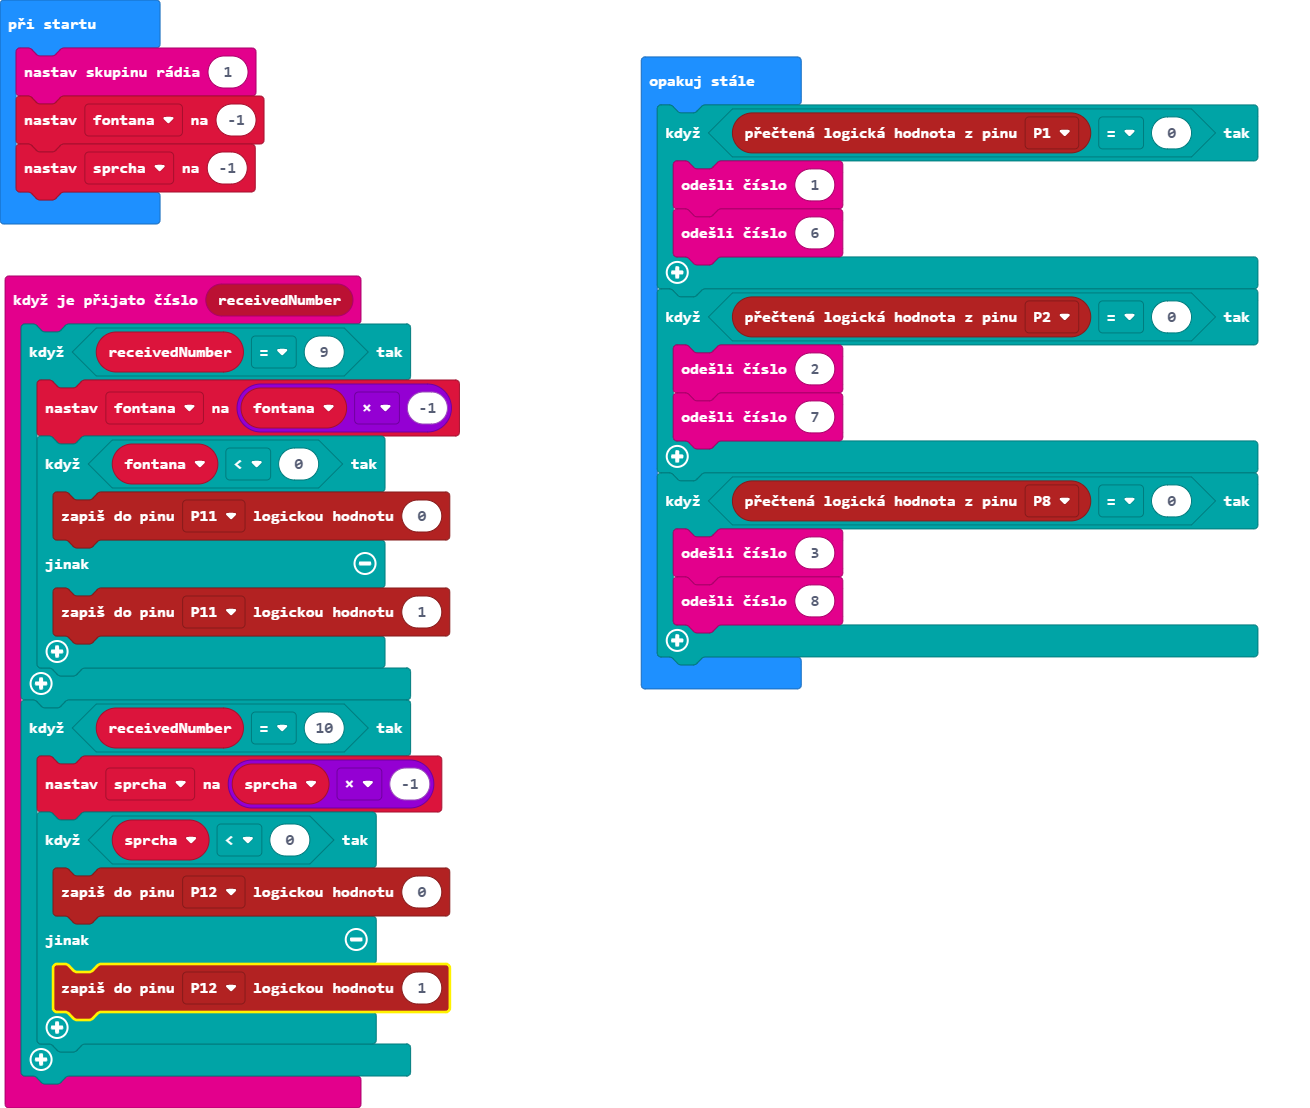 při startu
nastav skupinu rádia 1
nastav fontana na -1
nastav sprcha na -1
když je přijato číslo receivedNumber
když receivedNumber = 9 tak
nastav fontana na fontana × -1
když fontana < 0 tak
zapiš do pinu P11 logickou hodnotu 0
jinak
zapiš do pinu P11 logickou hodnotu 1
když receivedNumber = 10 tak
nastav sprcha na sprcha × -1
když sprcha < 0 tak
zapiš do pinu P12 logickou hodnotu 0
jinak
zapiš do pinu P12 logickou hodnotu 1
opakuj stále
když přečtená logická hodnota z pinu P1 = 0 tak
odešli číslo 1
odešli číslo 6
když přečtená logická hodnota z pinu P2 = 0 tak
odešli číslo 2
odešli číslo 7
když přečtená logická hodnota z pinu P8 = 0 tak
odešli číslo 3
odešli číslo 8